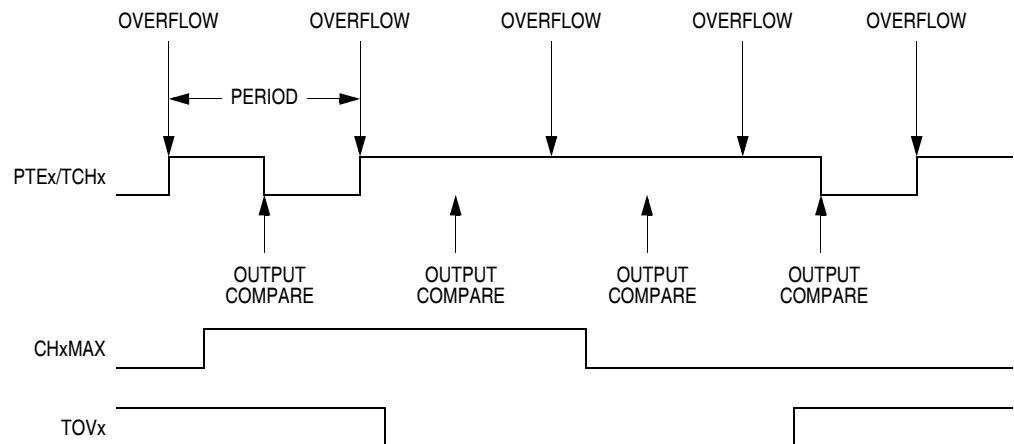 OVERFLOW OVERFLOW OVERFLOW OVERFLOW OVERFLOW
PERIOD
PTEx/TCHx
OUTPUT OUTPUT OUTPUT OUTPUT
COMPARE COMPARE COMPARE COMPARE
CHxMAX
TOVx